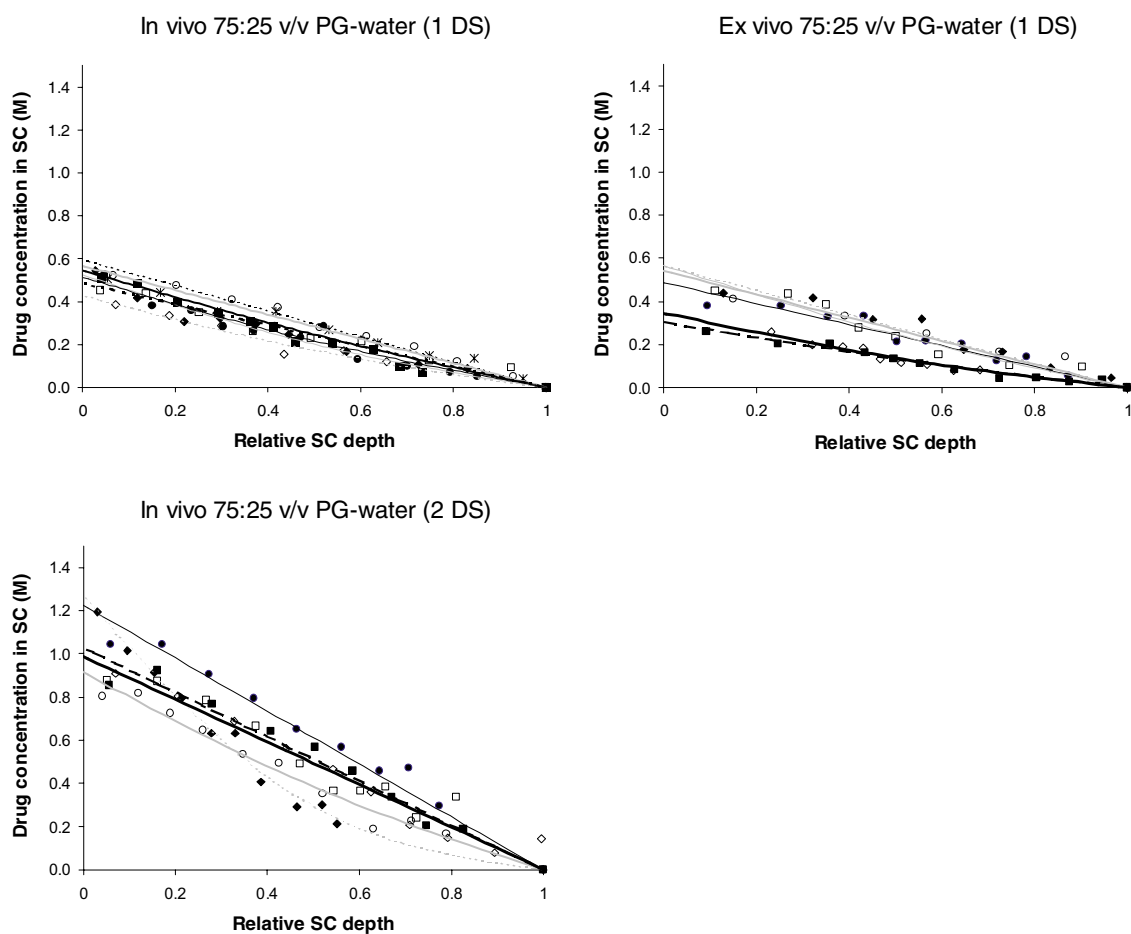 In vivo 75:25 v/v PG-water (1 DS)
Drug concentration in SC (M)
1.4
1.2
1.0
0.8
0.6
0.4
0.2
0.0
0 0.2 0.4 0.6 0.8 1
Relative SC depth
Ex vivo 75:25 v/v PG-water (1 DS)
Drug concentration in SC (M)
1.4
1.2
1.0
0.8
0.6
0.4
0.2
0.0
0 0.2 0.4 0.6 0.8 1
Relative SC depth
In vivo 75:25 v/v PG-water (2 DS)
Drug concentration in SC (M)
1.4
1.2
1.0
0.8
0.6
0.4
0.2
0.0
0 0.2 0.4 0.6 0.8 1
Relative SC depth